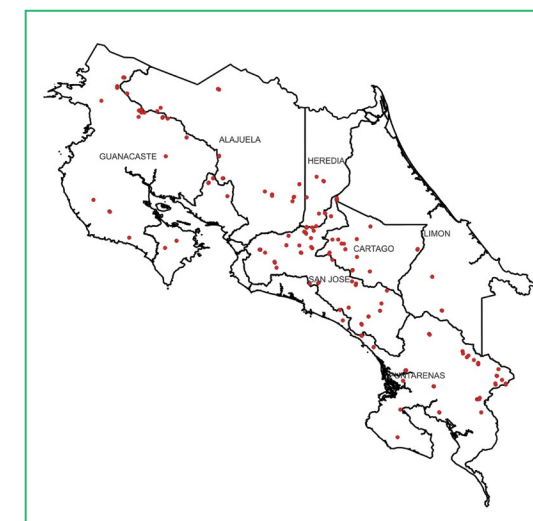 ALAJUELA
GUANACASTE
HEREDIA
LIMON
CARTAGO
SAN JOSE
PUNTARENAS